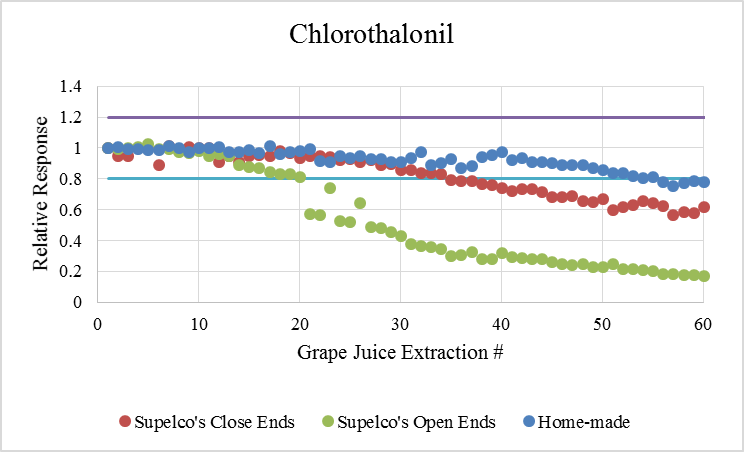 Chlorothalonil
Relative Response
1.4
1.2
1
0.8
0.6
0.4
0.2
0
0 10 20 30 40 50 60
Grape Juice Extraction #
Supelco's Close Ends Supelco's Open Ends Home-made